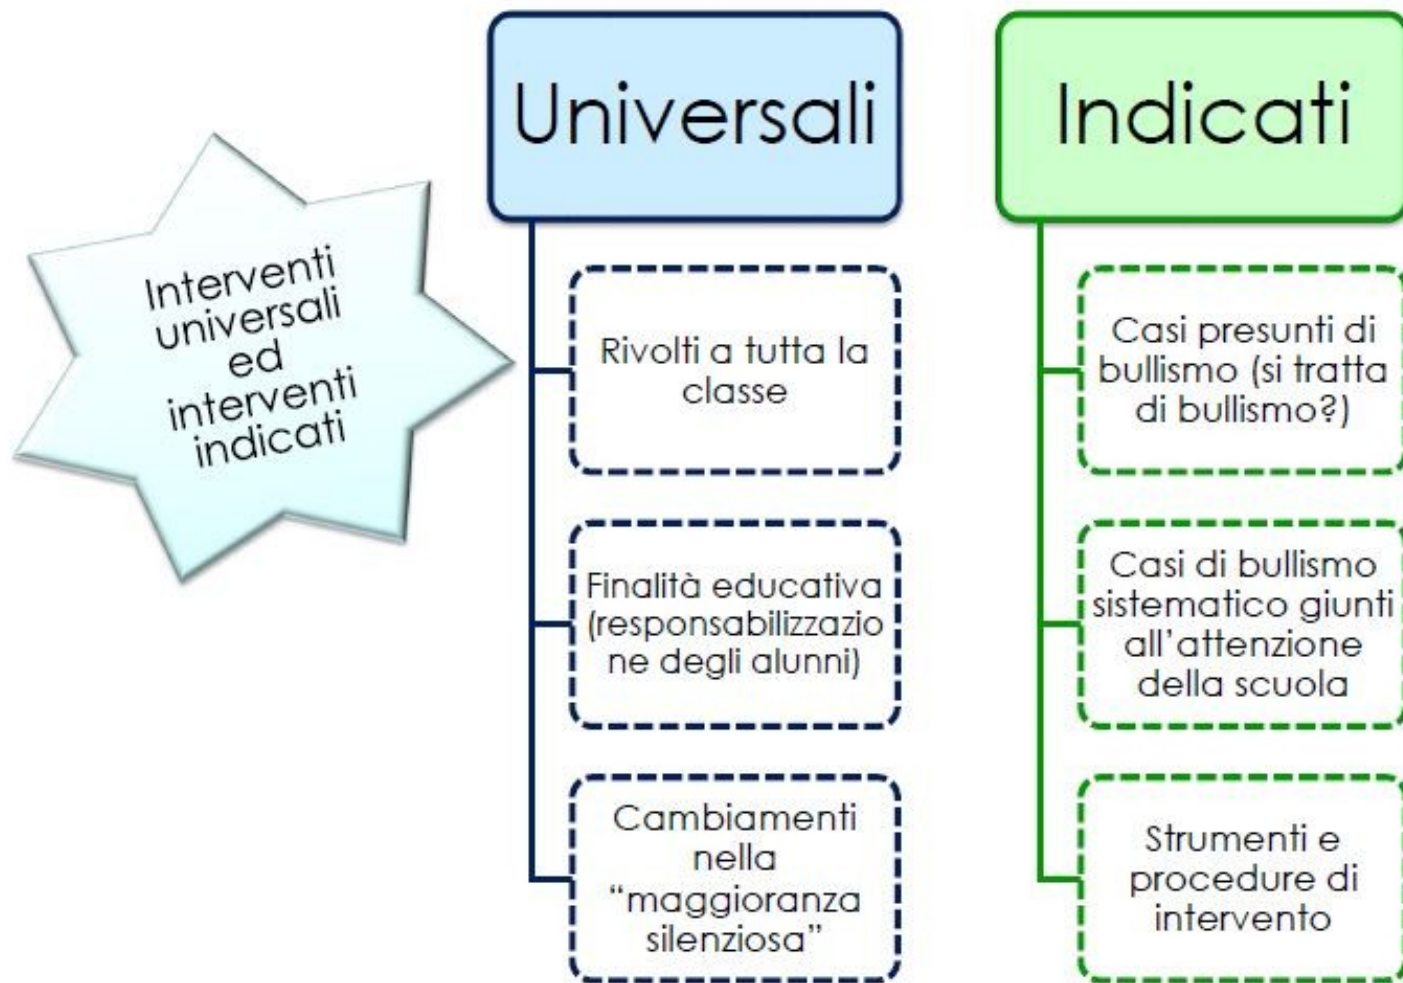 Interventi
universali
ed
interventi
indicati
Universali
Rivolti a tutta la
classe
Finalità educativa
(responsabilizzazio
ne degli alunni)
Cambiamenti
nella
“maggioranza
silenziosa”
Indicati
Casi presunti di
bullismo (si tratta
di bullismo?)
Casi di bullismo
sistematico giunti
all’attenzione
della scuola
Strumenti e
procedure di
intervento